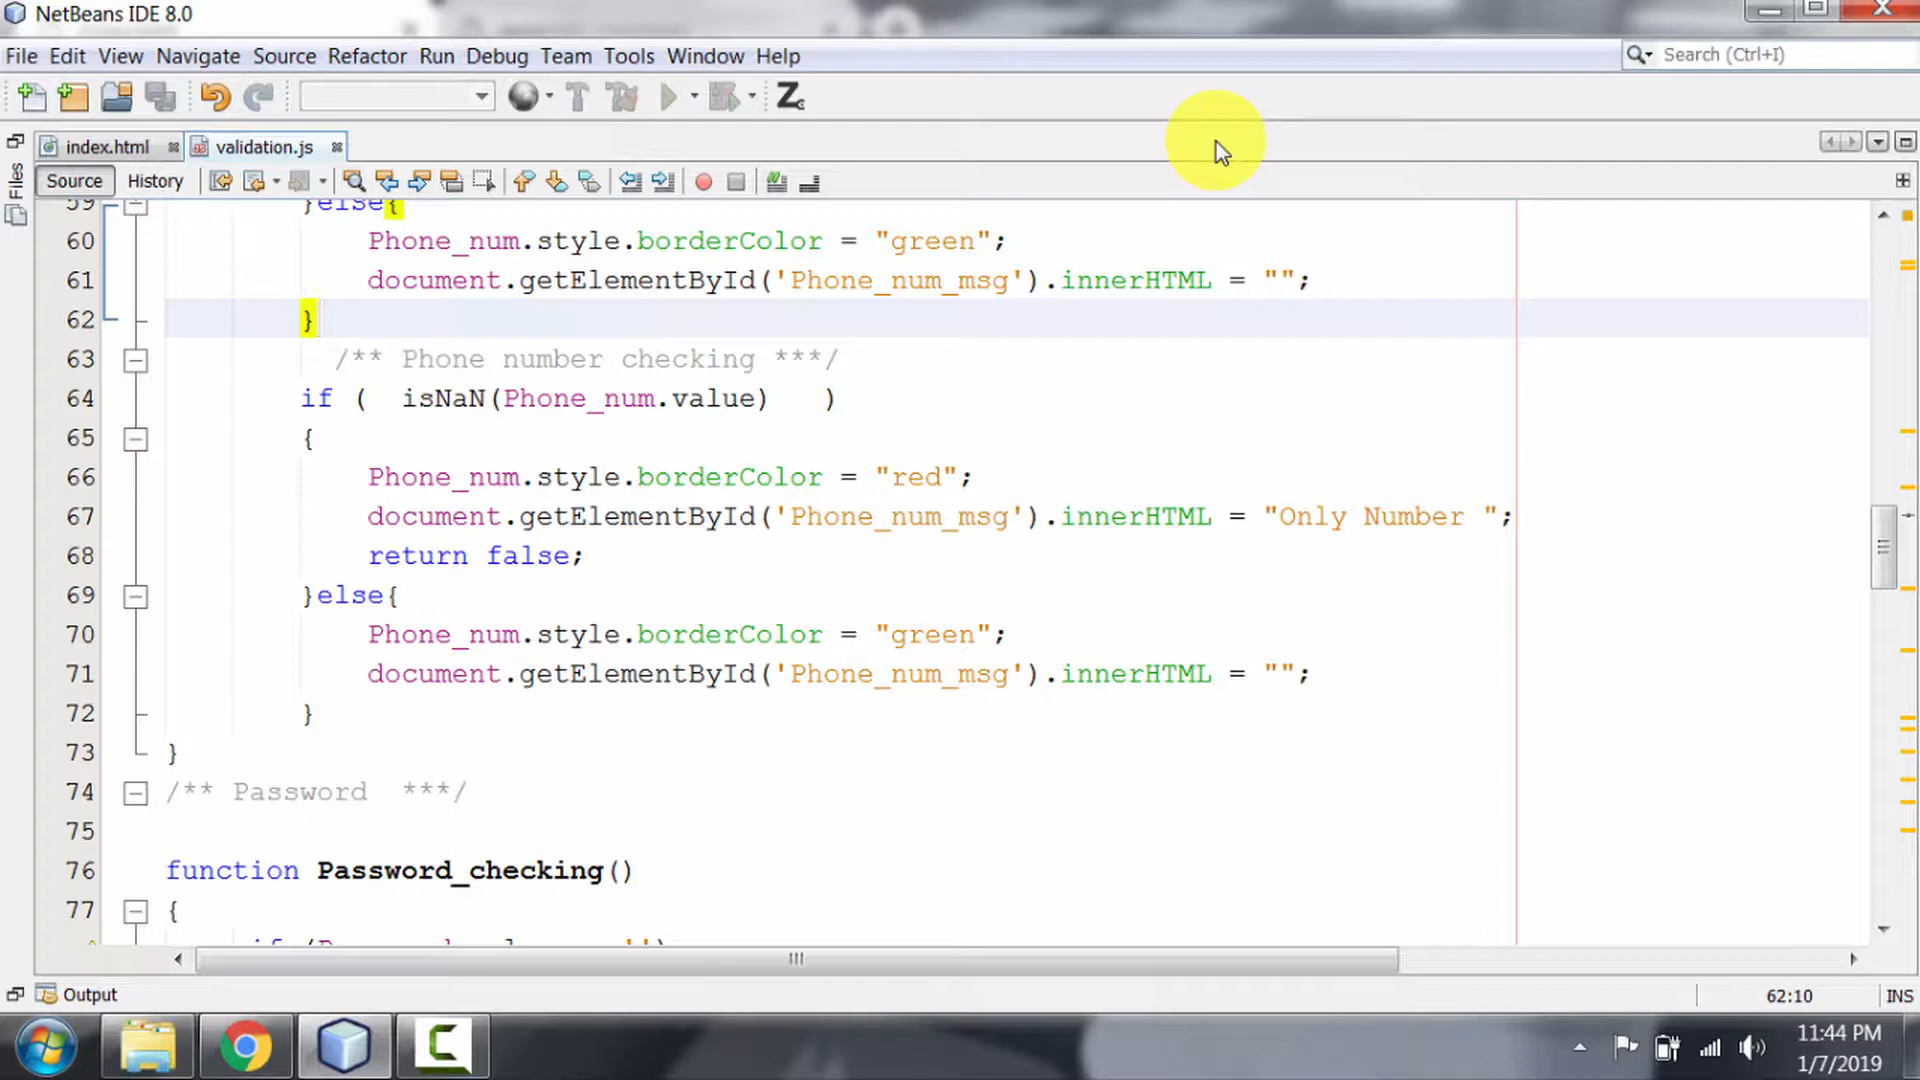 NetBeans IDE 8.0
File Edit View Navigate Source Refactor Run Debug Team Tools Window Help
Search (Ctrl+I)
index.html
validation.js
Files
Source History
59 }else{
60 Phone_num.style.borderColor = "green";
61 document.getElementById('Phone_num_msg').innerHTML = "";
62 }
63 /** Phone number checking ***/
64 if (  isNaN(Phone_num.value)   )
65 {
66 Phone_num.style.borderColor = "red";
67 document.getElementById('Phone_num_msg').innerHTML = "Only Number ";
68 return false;
69 }else{
70 Phone_num.style.borderColor = "green";
71 document.getElementById('Phone_num_msg').innerHTML = "";
72 }
73 }
74 /** Password  ***/
75
76 function Password_checking()
77 {
Output
62:10 INS
11:44 PM
1/7/2019